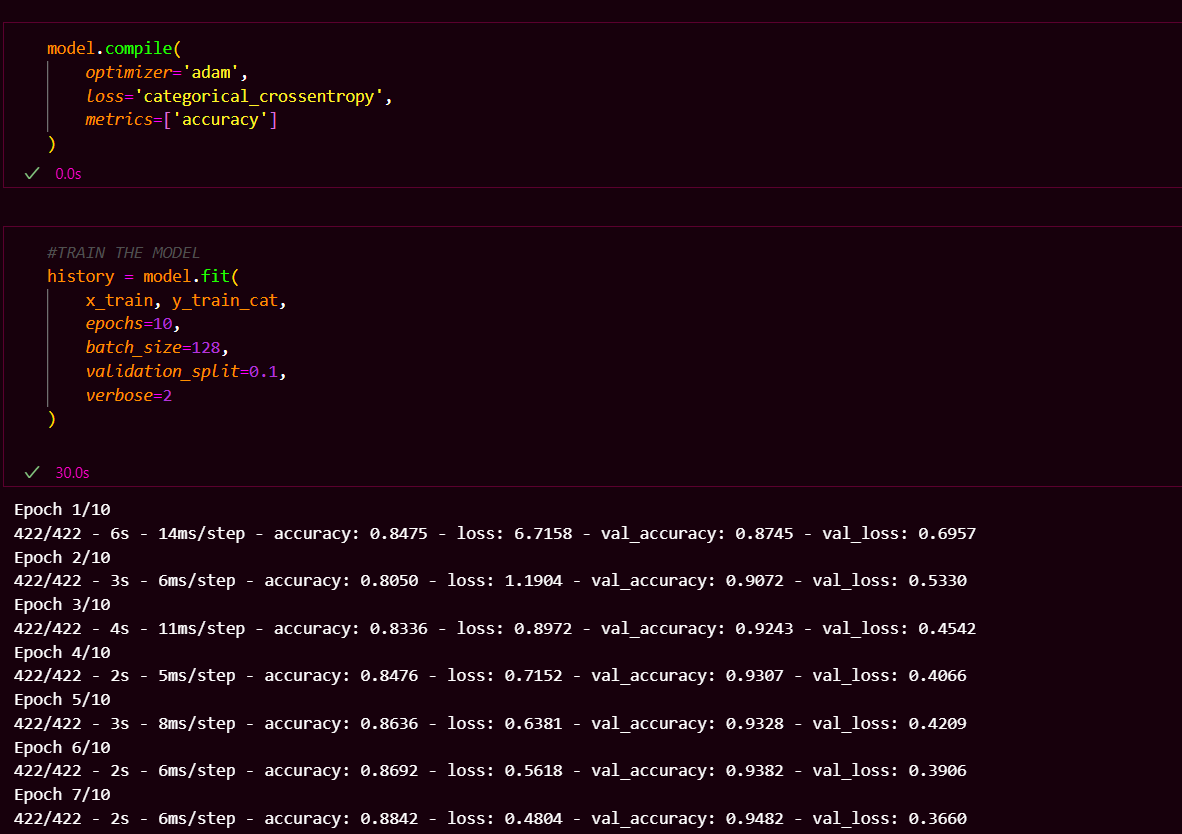 model.compile(
optimizer='adam',
loss='categorical_crossentropy',
metrics=['accuracy']
)
0.0s
#TRAIN THE MODEL
history = model.fit(
x_train, y_train_cat,
epochs=10,
batch_size=128,
validation_split=0.1,
verbose=2
)
30.0s
Epoch 1/10
422/422 - 6s - 14ms/step - accuracy: 0.8475 - loss: 6.7158 - val_accuracy: 0.8745 - val_loss: 0.6957
Epoch 2/10
422/422 - 3s - 6ms/step - accuracy: 0.8050 - loss: 1.1904 - val_accuracy: 0.9072 - val_loss: 0.5330
Epoch 3/10
422/422 - 4s - 11ms/step - accuracy: 0.8336 - loss: 0.8972 - val_accuracy: 0.9243 - val_loss: 0.4542
Epoch 4/10
422/422 - 2s - 5ms/step - accuracy: 0.8476 - loss: 0.7152 - val_accuracy: 0.9307 - val_loss: 0.4066
Epoch 5/10
422/422 - 3s - 8ms/step - accuracy: 0.8636 - loss: 0.6381 - val_accuracy: 0.9328 - val_loss: 0.4209
Epoch 6/10
422/422 - 2s - 6ms/step - accuracy: 0.8692 - loss: 0.5618 - val_accuracy: 0.9382 - val_loss: 0.3906
Epoch 7/10
422/422 - 2s - 6ms/step - accuracy: 0.8842 - loss: 0.4804 - val_accuracy: 0.9482 - val_loss: 0.3660